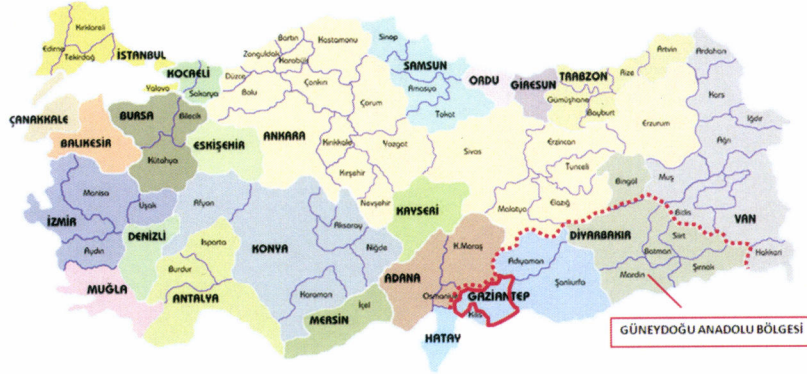 Kırklareli
Edirne
Tekirdağ
İSTANBUL
KOCAELİ
Yalova
Sakarya
Düzce
Bolu
Zonguldak
Bartın
Karabük
Kastamonu
Çankırı
Sinop
SAMSUN
Amasya
Tokat
Çorum
ORDU
GİRESUN
TRABZON
Gümüşhane
Bayburt
Rize
Artvin
Ardahan
Kars
Iğdır
Ağrı
Erzurum
ÇANAKKALE
BALIKESİR
BURSA
Bilecik
Kütahya
ESKİŞEHİR
ANKARA
Kırıkkale
Kırşehir
Yozgat
Nevşehir
Sivas
Erzincan
Tunceli
Elazığ
Malatya
Bingöl
Muş
Bitlis
VAN
Hakkari
İZMİR
Manisa
Uşak
Aydın
DENİZLİ
Afyon
Isparta
Burdur
MUĞLA
ANTALYA
KONYA
Aksaray
Niğde
Karaman
KAYSERİ
MERSİN
İçel
ADANA
K.Maraş
Osmaniye
HATAY
GAZİANTEP
Kilis
Adıyaman
Şanlıurfa
DİYARBAKIR
Batman
Siirt
Mardin
Şırnak
GÜNEYDOĞU ANADOLU BÖLGESİ